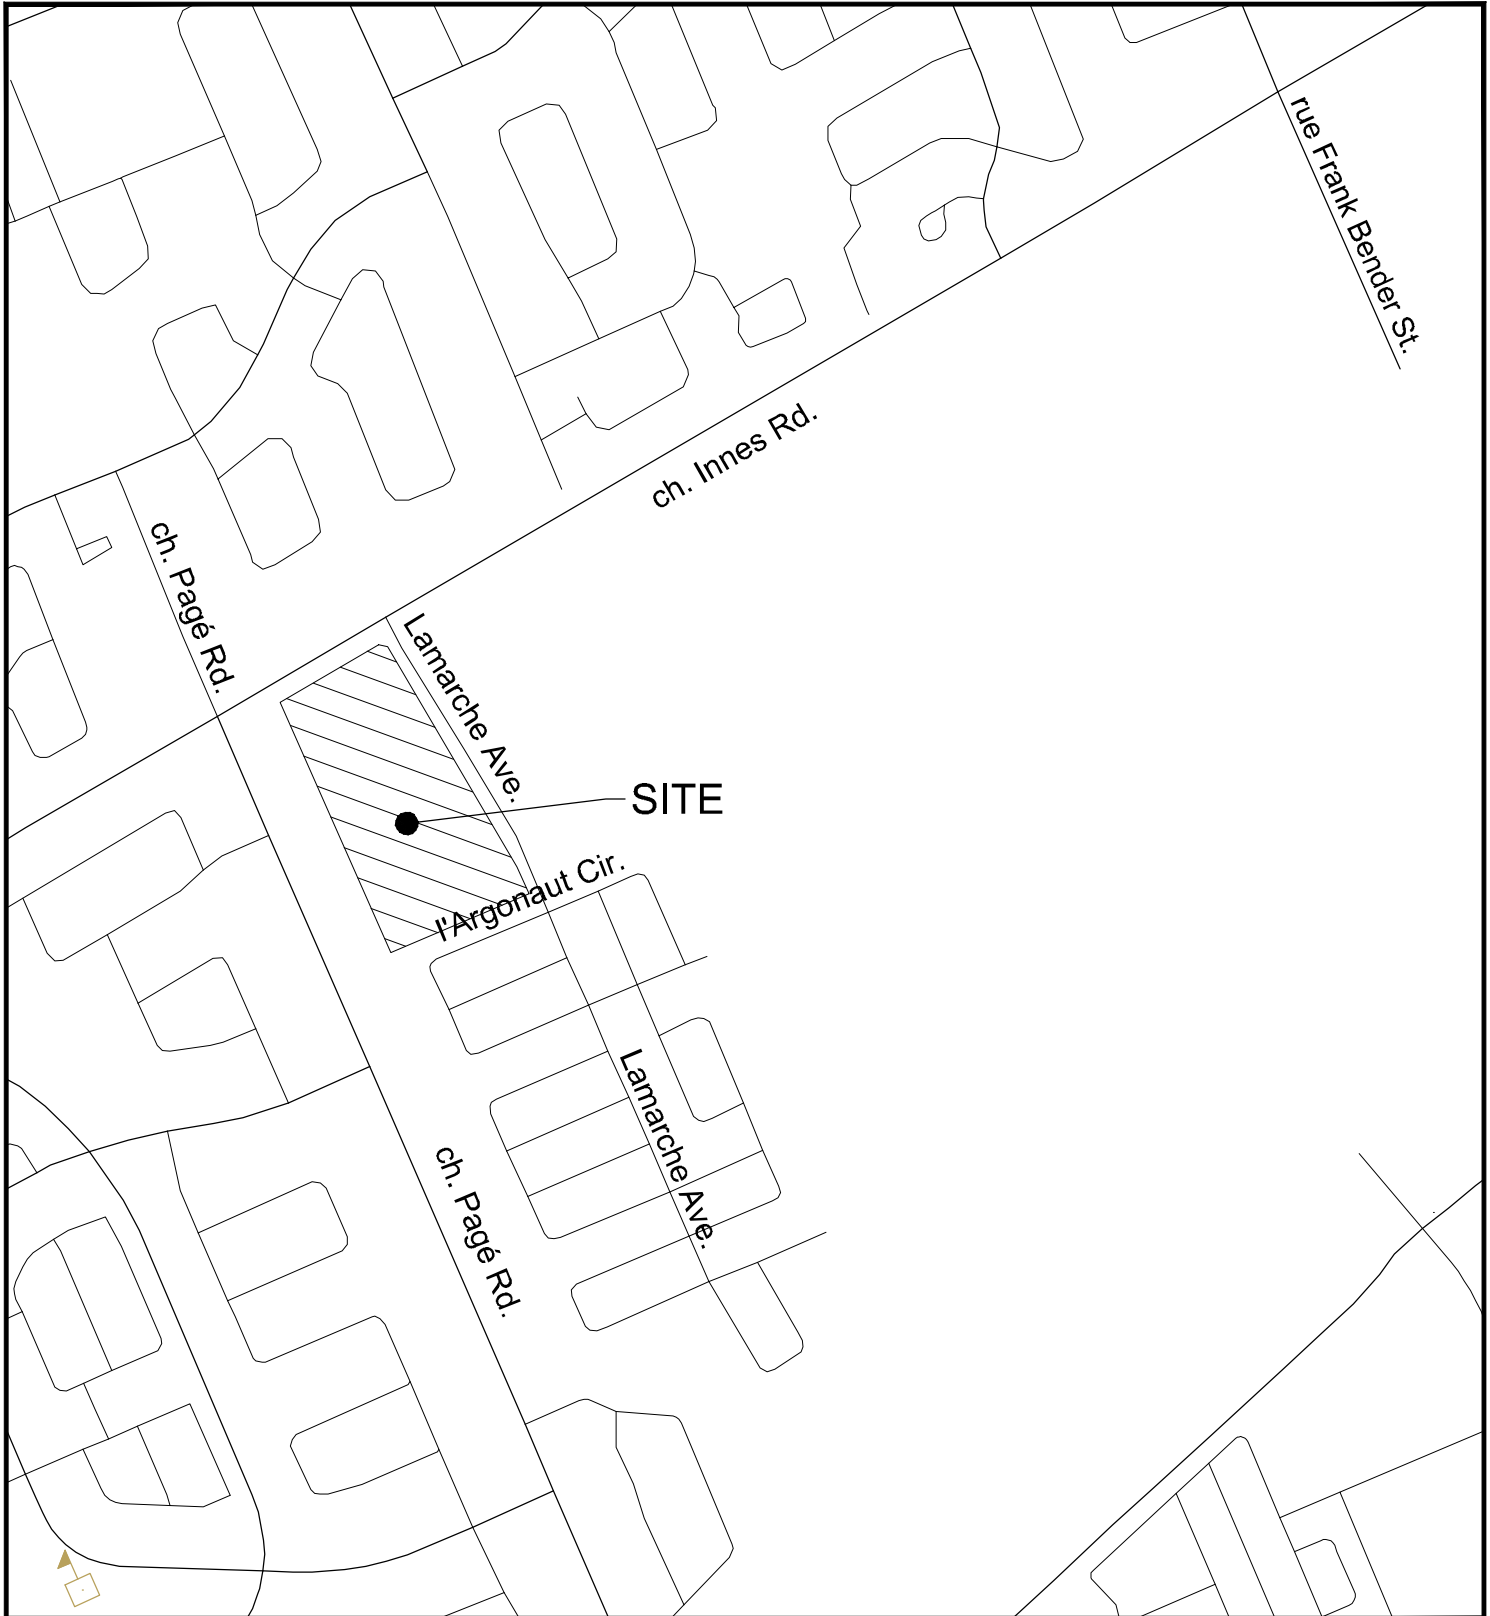 rue Frank Bender St.
ch. Innes Rd.
ch. Pagé Rd.
Lamarche Ave.
SITE
l'Argonaut Cir.
Lamarche Ave.
ch. Pagé Rd.